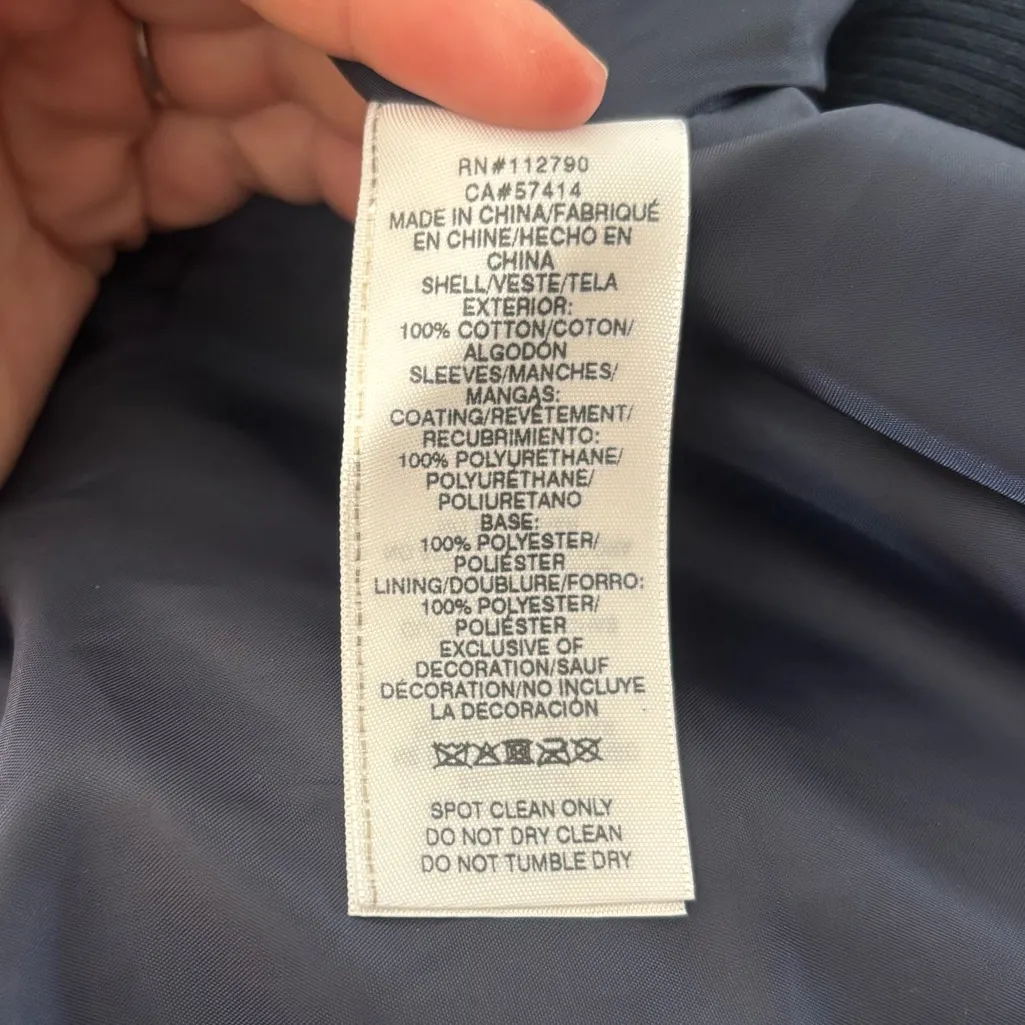 RN#112790
CA#57414
MADE IN CHINA/FABRIQUÉ
EN CHINE/HECHO EN
CHINA
SHELL/VESTE/TELA
EXTERIOR:
100% COTTON/COTON/
ALGODÓN
SLEEVES/MANCHES/
MANGAS:
COATING/REVÊTEMENT/
RECUBRIMIENTO:
100% POLYURETHANE/
POLYURÉTHANE/
POLIURETANO
BASE:
100% POLYESTER/
POLIÉSTER
LINING/DOUBLURE/FORRO:
100% POLYESTER/
POLIÉSTER
EXCLUSIVE OF
DECORATION/SAUF
DÉCORATION/NO INCLUYE
LA DECORACIÓN
SPOT CLEAN ONLY
DO NOT DRY CLEAN
DO NOT TUMBLE DRY